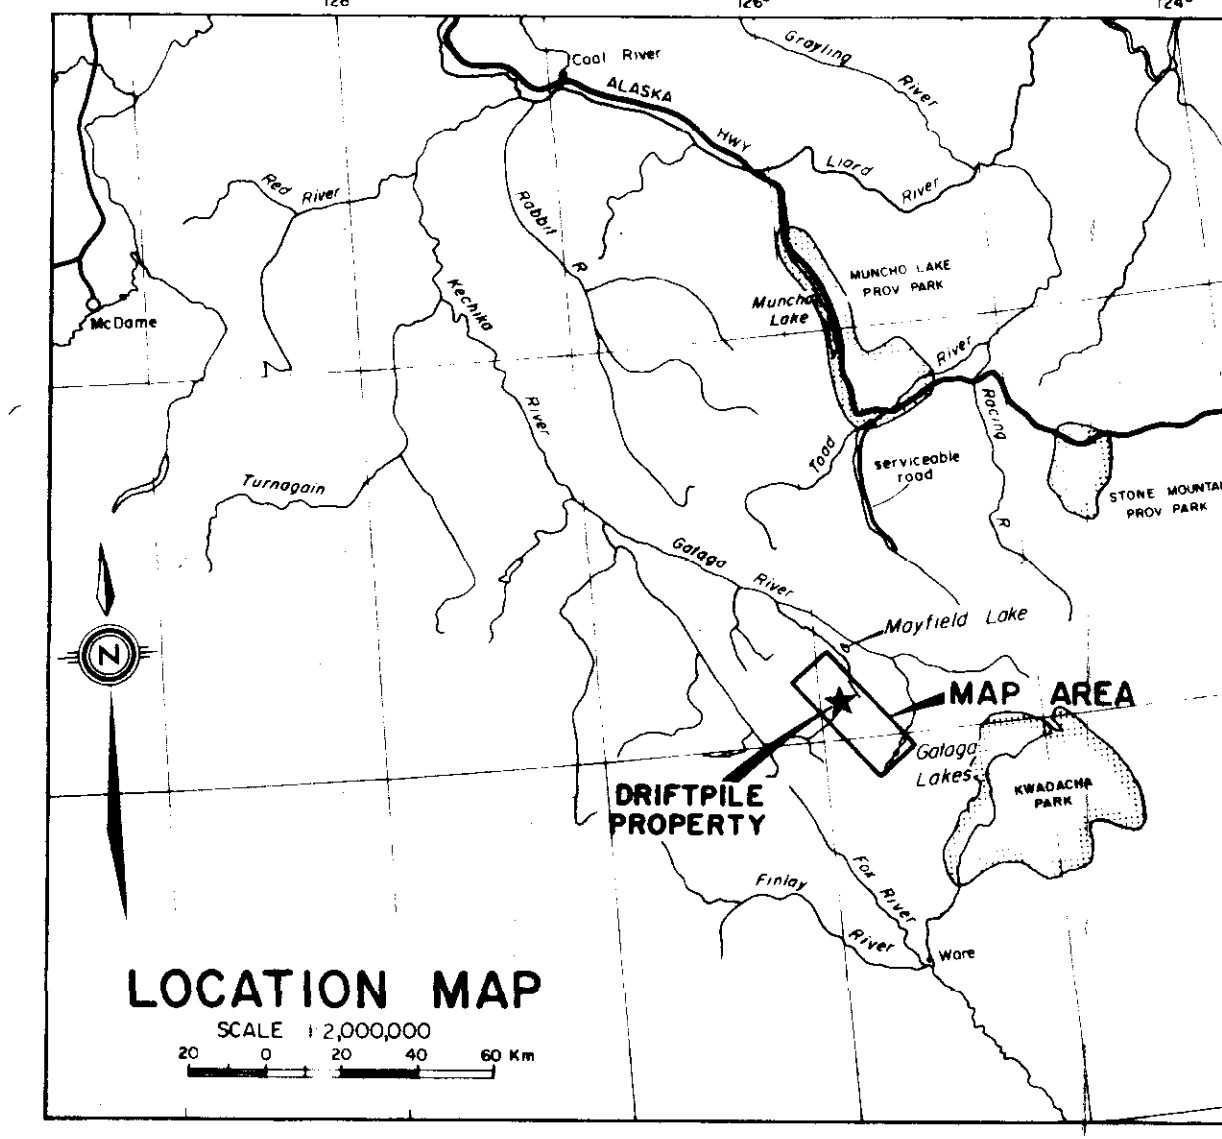 128°
126°
124°
Coal River
ALASKA
HWY
Grayling
River
Liard
River
Red River
Rabbit
R
MUNCHO LAKE
PROV PARK
Muncho
Lake
Kechika
River
McDame
River
Toad
Racing
R
serviceable
road
STONE MOUNTAI
PROV PARK
Turnagain
Gataga
River
Mayfield Lake
N
MAP AREA
Gataga
Lakes
KWADACHA
PARK
DRIFTPILE
PROPERTY
Fox River
Finlay
River
Ware
LOCATION MAP
SCALE 1:2,000,000
20 0 20 40 60 Km